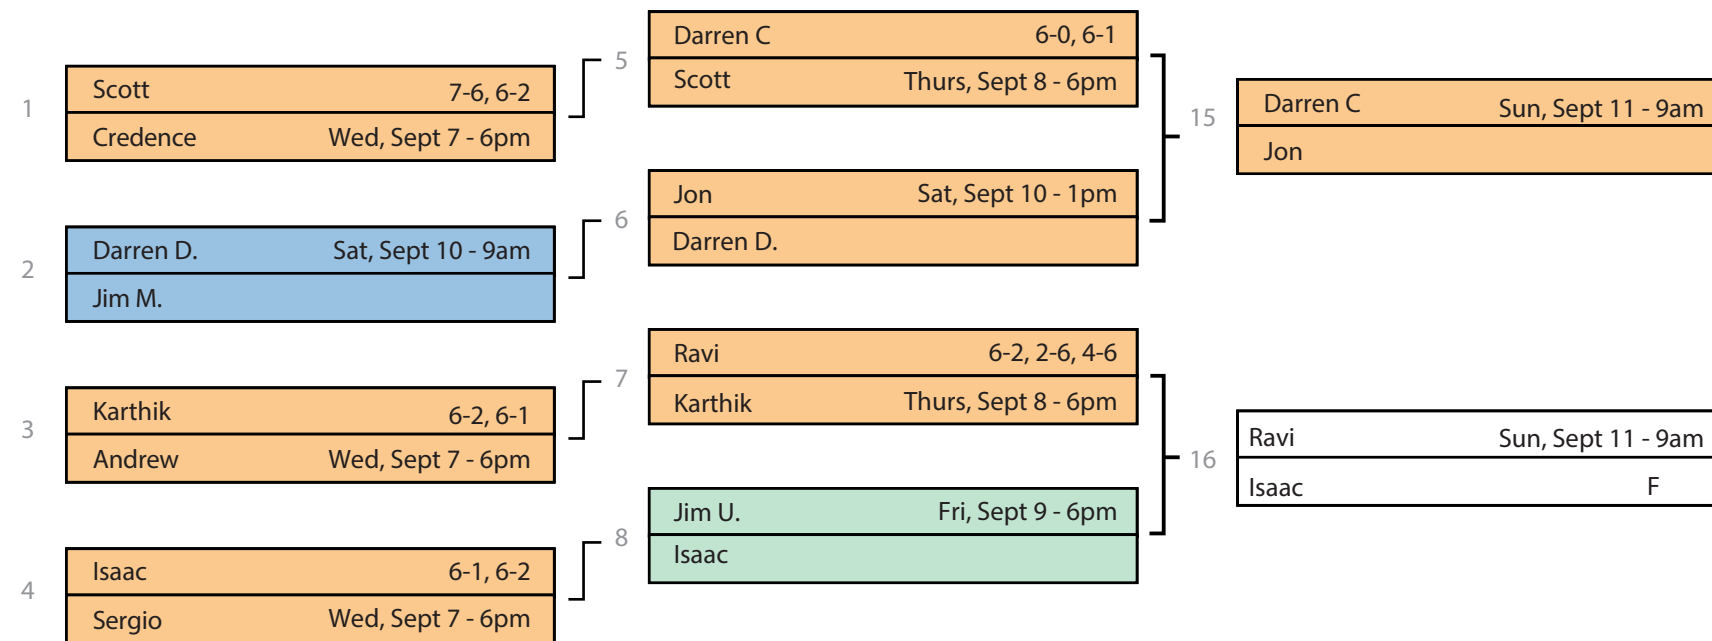 1
Scott 7-6, 6-2
Credence Wed, Sept 7 - 6pm
2
Darren D. Sat, Sept 10 - 9am
Jim M.
3
Karthik 6-2, 6-1
Andrew Wed, Sept 7 - 6pm
4
Isaac 6-1, 6-2
Sergio Wed, Sept 7 - 6pm
5
Darren C 6-0, 6-1
Scott Thurs, Sept 8 - 6pm
6
Jon Sat, Sept 10 - 1pm
Darren D.
7
Ravi 6-2, 2-6, 4-6
Karthik Thurs, Sept 8 - 6pm
8
Jim U. Fri, Sept 9 - 6pm
Isaac
15
Darren C Sun, Sept 11 - 9am
Jon
16
Ravi Sun, Sept 11 - 9am
Isaac F